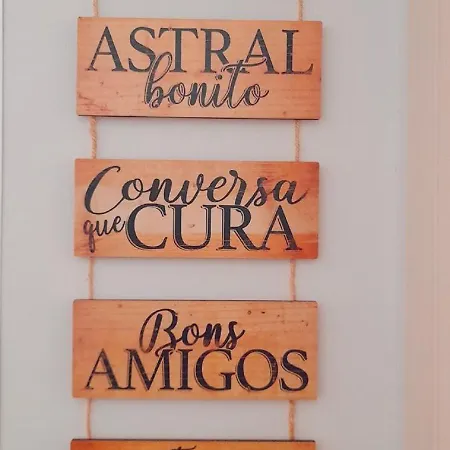 ASTRAL
bonito
Conversa
que CURA
Bons
AMIGOS